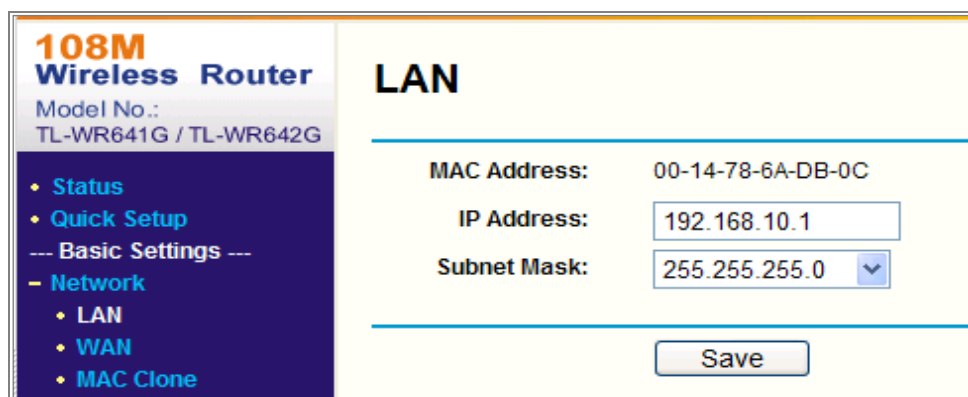 108M
Wireless Router
Model No.:
TL-WR641G / TL-WR642G
• Status
• Quick Setup
--- Basic Settings ---
– Network
• LAN
• WAN
• MAC Clone
LAN
MAC Address: 00-14-78-6A-DB-0C
IP Address: 192.168.10.1
Subnet Mask: 255.255.255.0
Save